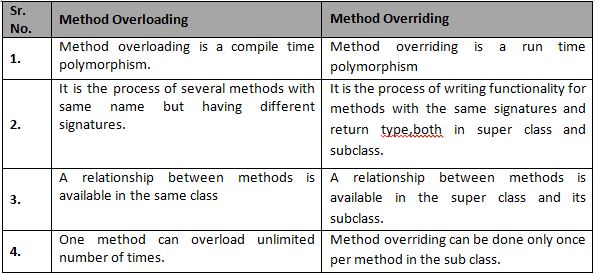 Sr.
No.
Method Overloading
Method Overriding
1.
Method overloading is a compile time
polymorphism.
Method overriding is a run time
polymorphism
2.
It is the process of several methods with
same name but having different
signatures.
It is the process of writing functionality for
methods with the same signatures and
return type,both in super class and
subclass.
3.
A relationship between methods is
available in the same class
A relationship between methods is
available in the super class and its
subclass.
4.
One method can overload unlimited
number of times.
Method overriding can be done only once
per method in the sub class.